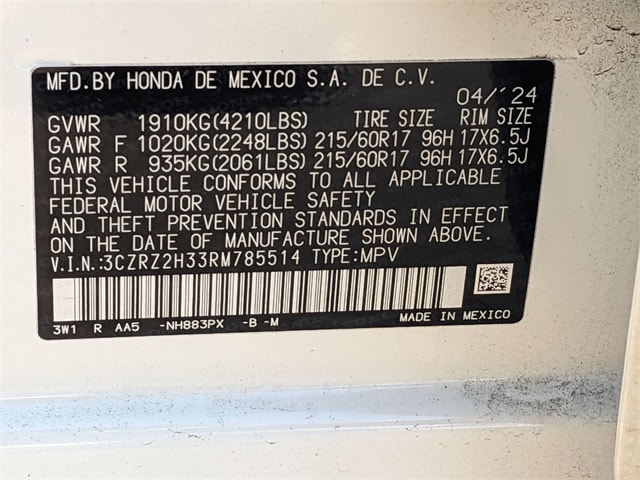 MFD.BY HONDA DE MEXICO S.A. DE C.V.
04/'24
GVWR 1910KG(4210LBS) TIRE SIZE RIM SIZE
GAWR F 1020KG(2248LBS) 215/60R17 96H 17X6.5J
GAWR R 935KG(2061LBS) 215/60R17 96H 17X6.5J
THIS VEHICLE CONFORMS TO ALL APPLICABLE
FEDERAL MOTOR VEHICLE SAFETY
AND THEFT PREVENTION STANDARDS IN EFFECT
ON THE DATE OF MANUFACTURE SHOWN ABOVE.
V.I.N.:3CZRZ2H33RM785514 TYPE:MPV
3W1 R AA5 -NH883PX -B -M MADE IN MEXICO